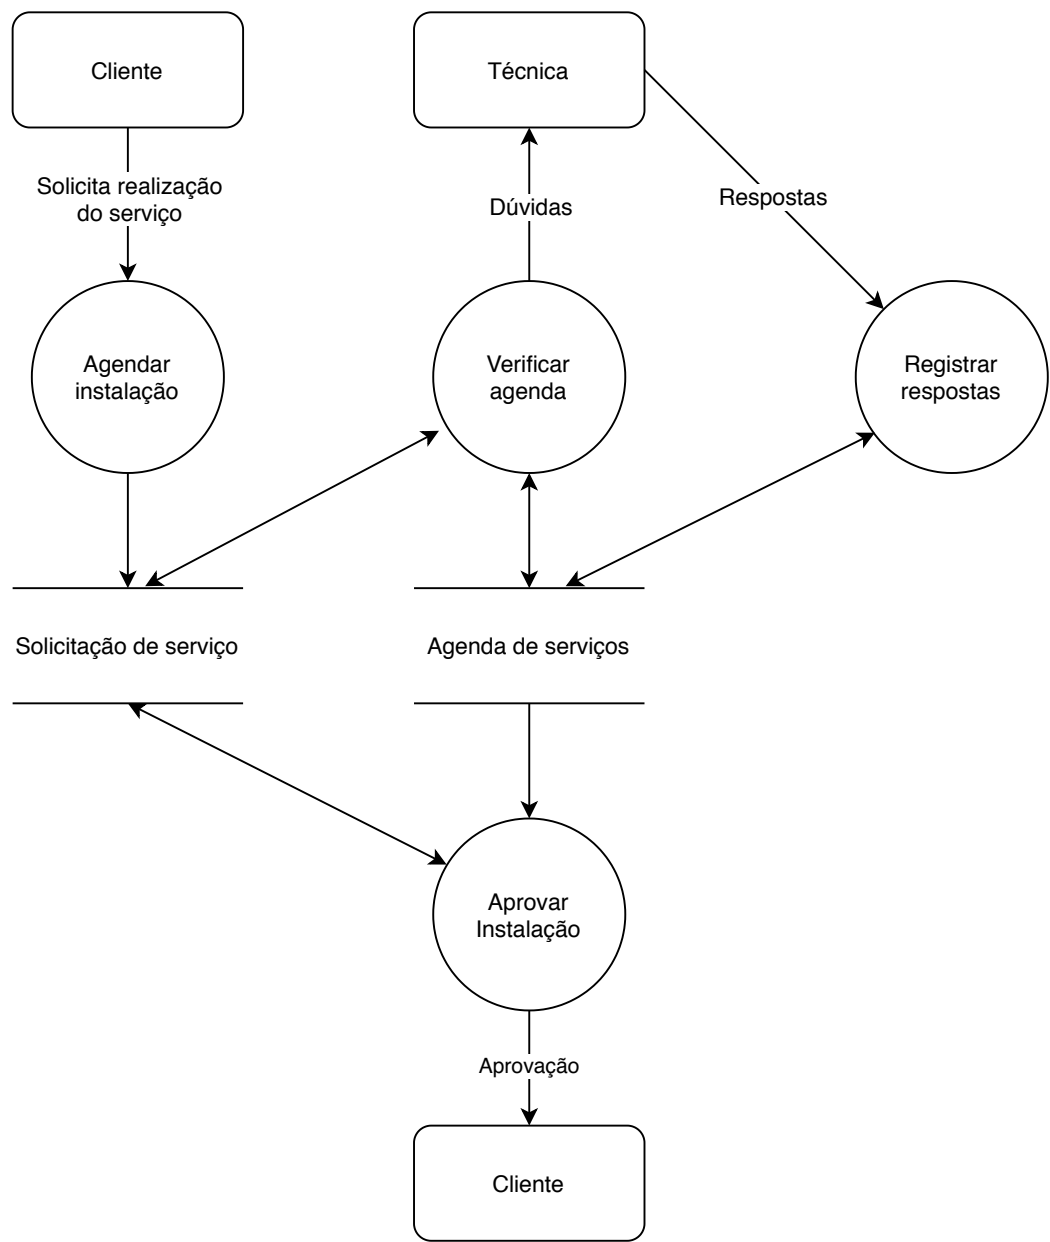 Cliente
Técnica
Solicita realização
do serviço
Dúvidas
Respostas
Agendar
instalação
Verificar
agenda
Registrar
respostas
Solicitação de serviço
Agenda de serviços
Aprovar
Instalação
Aprovação
Cliente